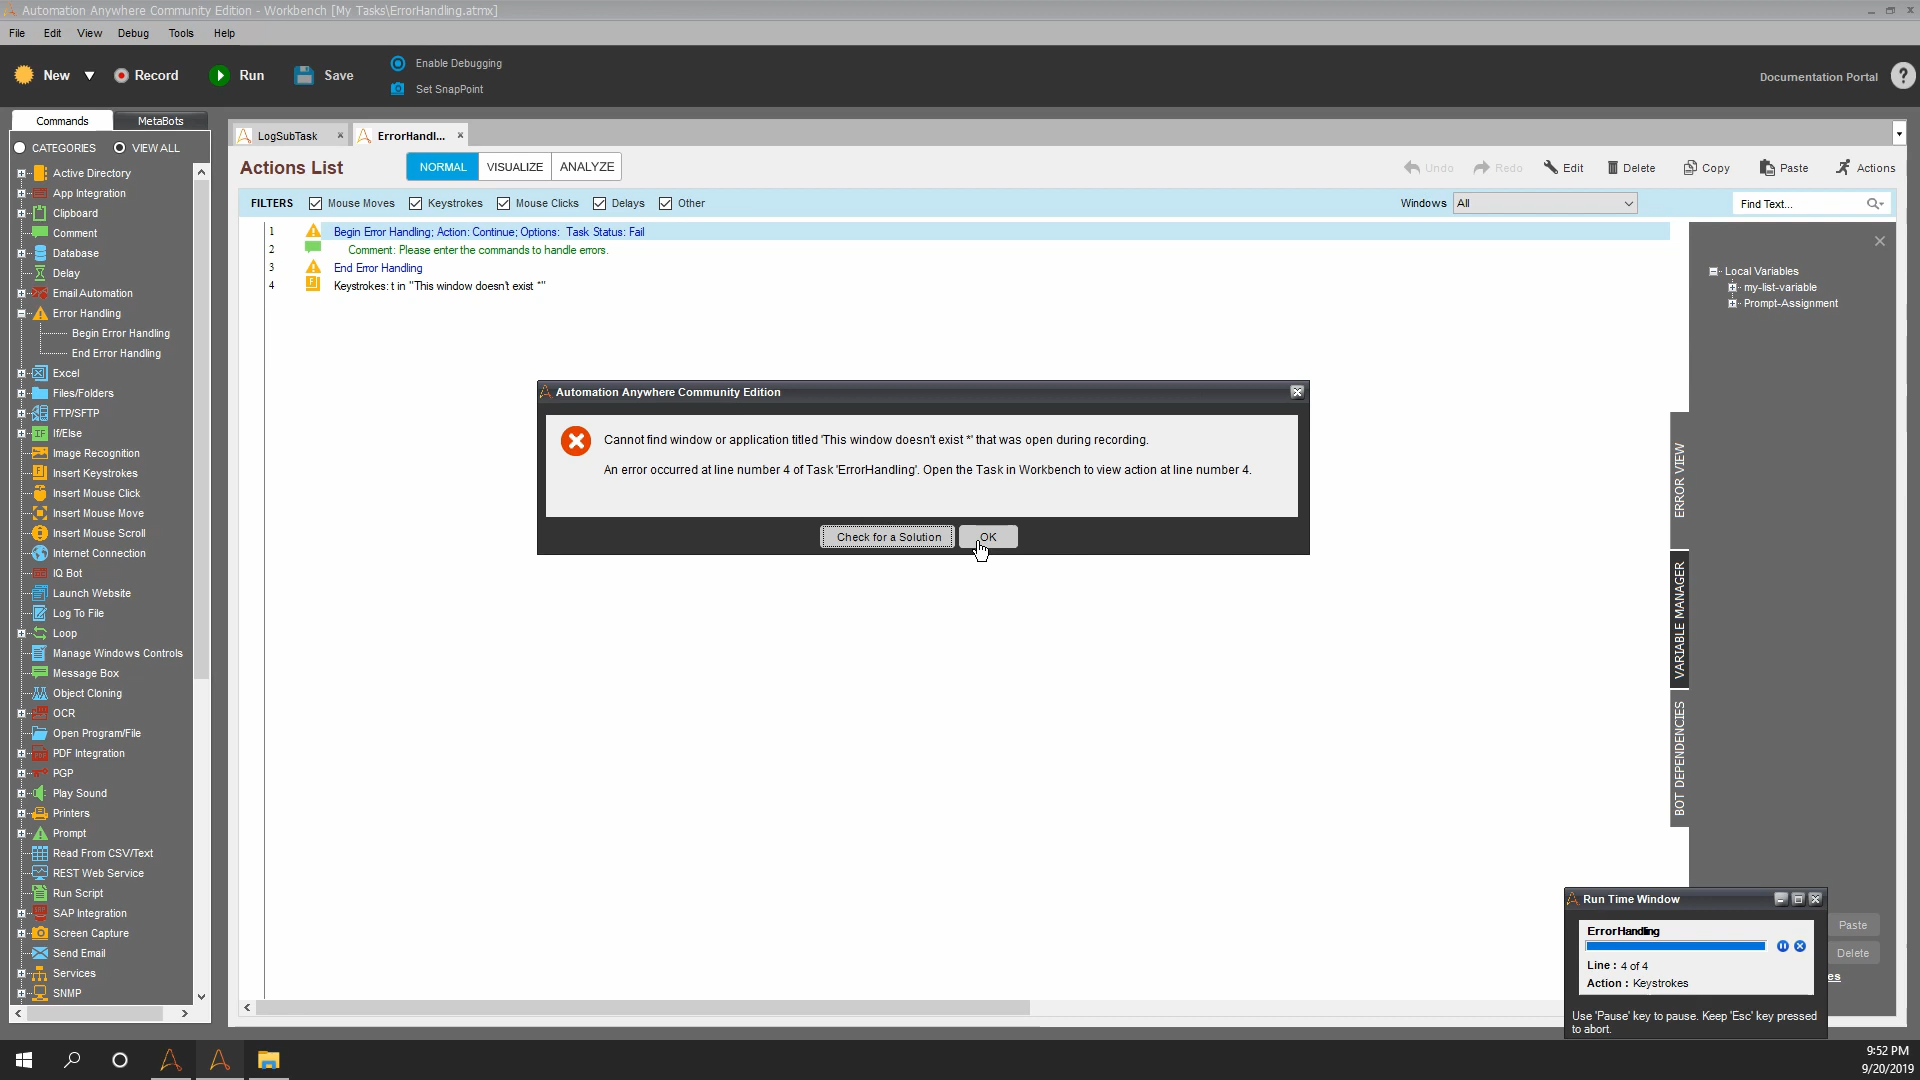 Automation Anywhere Community Edition - Workbench [My Tasks\ErrorHandling.atmx]
File Edit View Debug Tools Help
New Record Run Save
Enable Debugging
Set SnapPoint
Documentation Portal ?
Commands MetaBots
CATEGORIES VIEW ALL
Active Directory
App Integration
Clipboard
Comment
Database
Delay
Email Automation
Error Handling
Begin Error Handling
End Error Handling
Excel
Files/Folders
FTP/SFTP
If/Else
Image Recognition
Insert Keystrokes
Insert Mouse Click
Insert Mouse Move
Insert Mouse Scroll
Internet Connection
IQ Bot
Launch Website
Log To File
Loop
Manage Windows Controls
Message Box
Object Cloning
OCR
Open Program/File
PDF Integration
PGP
Play Sound
Printers
Prompt
Read From CSV/Text
REST Web Service
Run Script
SAP Integration
Screen Capture
Send Email
Services
SNMP
LogSubTask ErrorHandl...
Actions List NORMAL VISUALIZE ANALYZE
Undo Redo Edit Delete Copy Paste Actions
FILTERS Mouse Moves Keystrokes Mouse Clicks Delays Other
Windows All Find Text...
1 Begin Error Handling; Action: Continue; Options: Task Status: Fail
2 Comment: Please enter the commands to handle errors.
3 End Error Handling
4 Keystrokes: t in "This window doesn't exist *"
Local Variables
my-list-variable
Prompt-Assignment
ERROR VIEW
VARIABLE MANAGER
BOT DEPENDENCIES
Automation Anywhere Community Edition
Cannot find window or application titled 'This window doesn't exist *' that was open during recording.
An error occurred at line number 4 of Task 'ErrorHandling'. Open the Task in Workbench to view action at line number 4.
Check for a Solution OK
Paste
Delete
es
Run Time Window
ErrorHandling
Line : 4 of 4
Action : Keystrokes
Use 'Pause' key to pause. Keep 'Esc' key pressed
to abort.
9:52 PM
9/20/2019